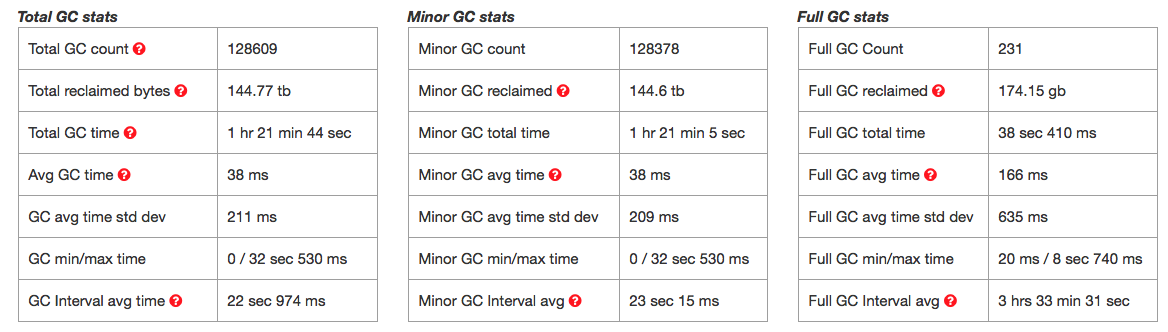 Total GC stats
Total GC count ? 128609
Total reclaimed bytes ? 144.77 tb
Total GC time ? 1 hr 21 min 44 sec
Avg GC time ? 38 ms
GC avg time std dev 211 ms
GC min/max time 0 / 32 sec 530 ms
GC Interval avg time ? 22 sec 974 ms
Minor GC stats
Minor GC count 128378
Minor GC reclaimed ? 144.6 tb
Minor GC total time 1 hr 21 min 5 sec
Minor GC avg time ? 38 ms
Minor GC avg time std dev 209 ms
Minor GC min/max time 0 / 32 sec 530 ms
Minor GC Interval avg ? 23 sec 15 ms
Full GC stats
Full GC Count 231
Full GC reclaimed ? 174.15 gb
Full GC total time 38 sec 410 ms
Full GC avg time ? 166 ms
Full GC avg time std dev 635 ms
Full GC min/max time 20 ms / 8 sec 740 ms
Full GC Interval avg ? 3 hrs 33 min 31 sec